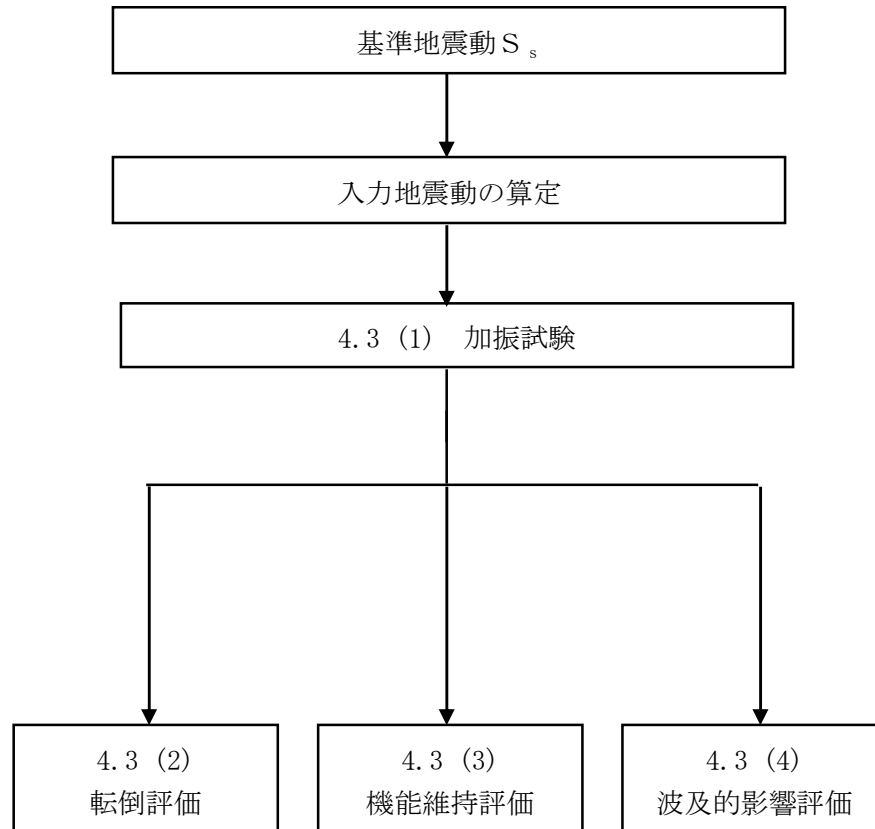 基準地震動Ｓｓ
入力地震動の算定
4.3 (1)　加振試験
4.3 (2)
転倒評価
4.3 (3)
機能維持評価
4.3 (4)
波及的影響評価